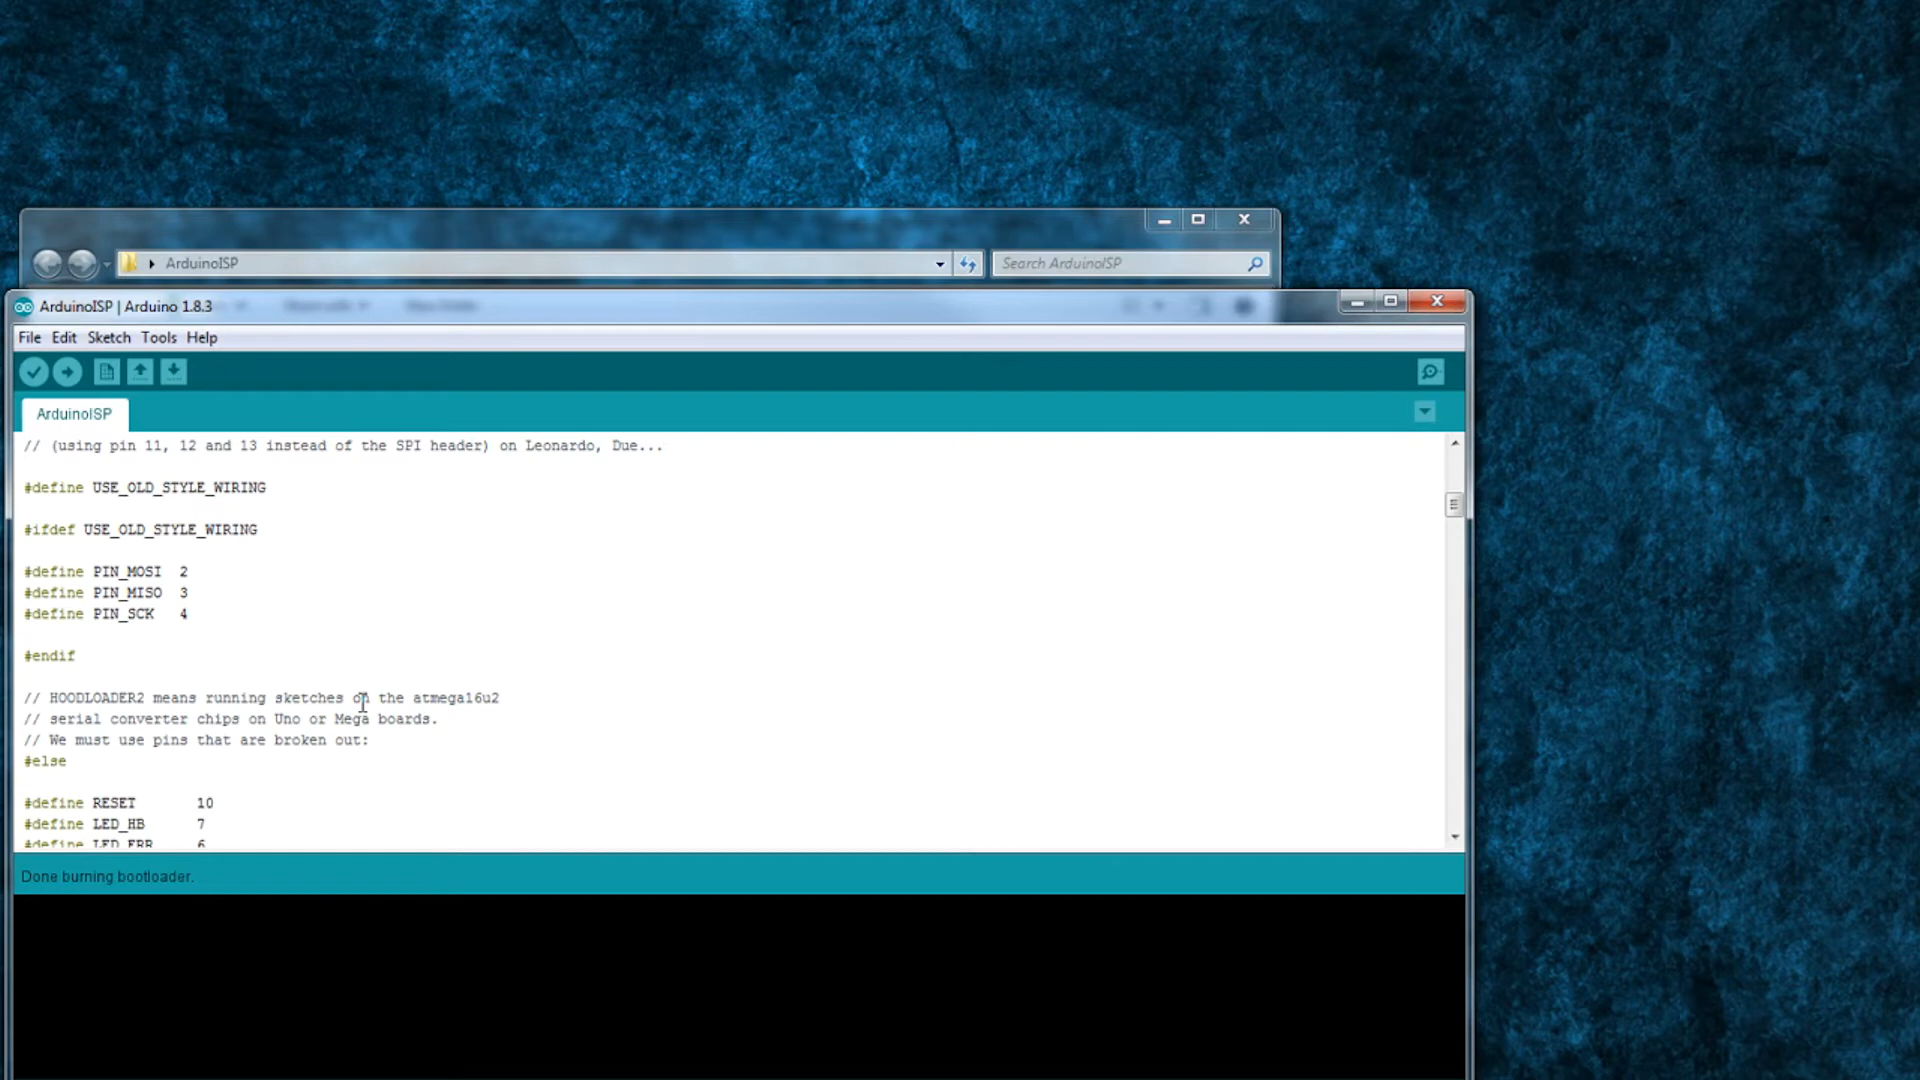 ArduinoISP
Search ArduinoISP
ArduinoISP | Arduino 1.8.3
File Edit Sketch Tools Help
ArduinoISP
// (using pin 11, 12 and 13 instead of the SPI header) on Leonardo, Due...
#define USE_OLD_STYLE_WIRING
#ifdef USE_OLD_STYLE_WIRING
#define PIN_MOSI 2
#define PIN_MISO 3
#define PIN_SCK 4
#endif
// HOODLOADER2 means running sketches on the atmega16u2
// serial converter chips on Uno or Mega boards.
// We must use pins that are broken out:
#else
#define RESET 10
#define LED_HB 7
#define LED_ERR 6
Done burning bootloader.